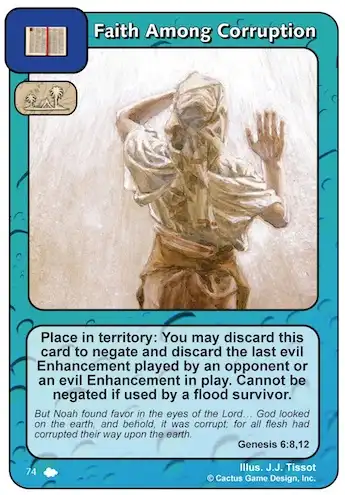 Faith Among Corruption
Place in territory: You may discard this
card to negate and discard the last evil
Enhancement played by an opponent or
an evil Enhancement in play. Cannot be
negated if used by a flood survivor.
But Noah found favor in the eyes of the Lord… God looked
on the earth, and behold, it was corrupt; for all flesh had
corrupted their way upon the earth.
Genesis 6:8,12
Illus. J.J. Tissot
74
© Cactus Game Design, Inc.